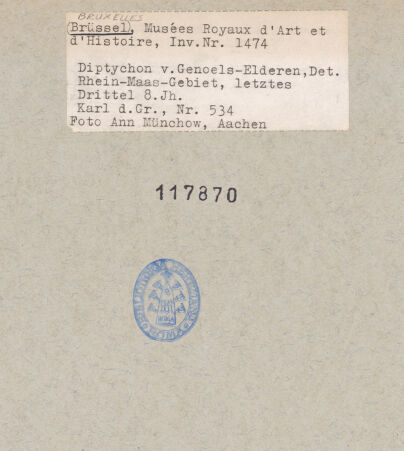 BRUXELLES
Brüssel, Musées Royaux d'Art et
d'Histoire, Inv.Nr. 1474
Diptychon v.Genoels-Elderen,Det.
Rhein-Maas-Gebiet, letztes
Drittel 8.Jh.
Karl d.Gr., Nr. 534
Foto Ann Münchow, Aachen
117870